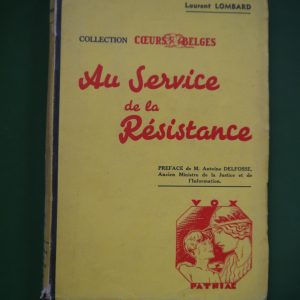 Laurent LOMBARD
COLLECTION CŒURS BELGES
Au Service
de la
Résistance
PREFACE de M. Antoine DELFOSSE,
Ancien Ministre de la Justice et de
l'Information.
VOX
PATRIAE